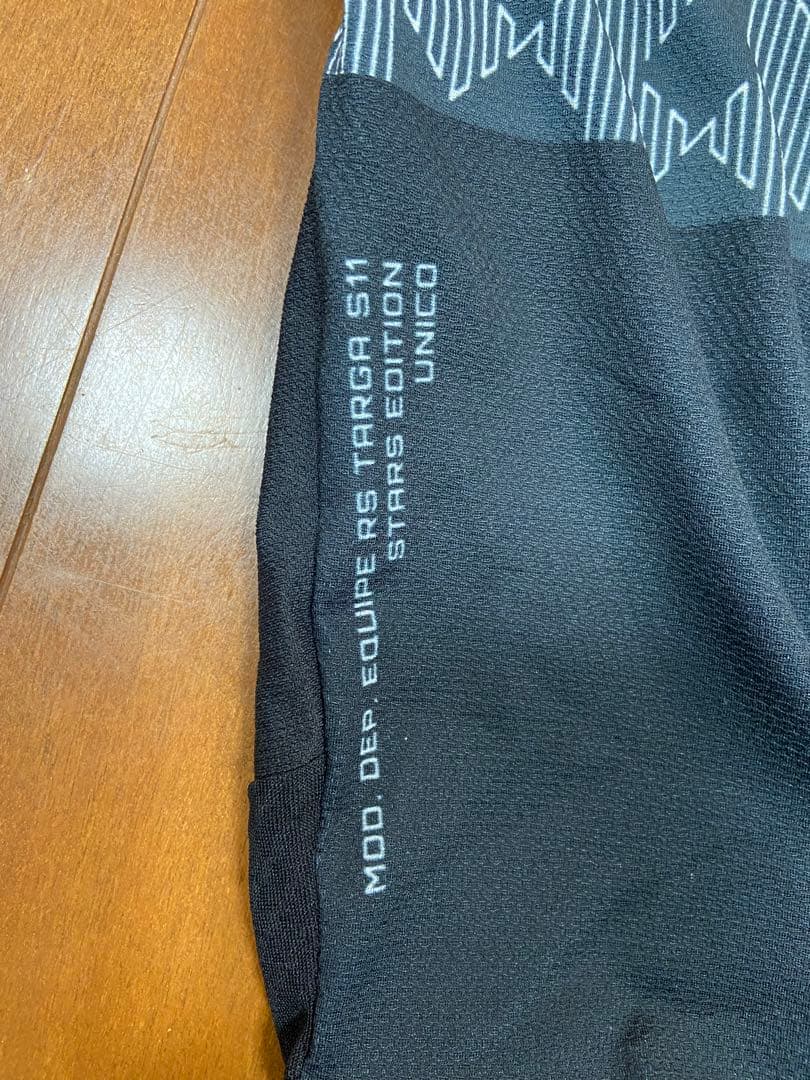 MOD. DEP. EQUIPE RS TARGA S11
STARS EDITION
UNICO